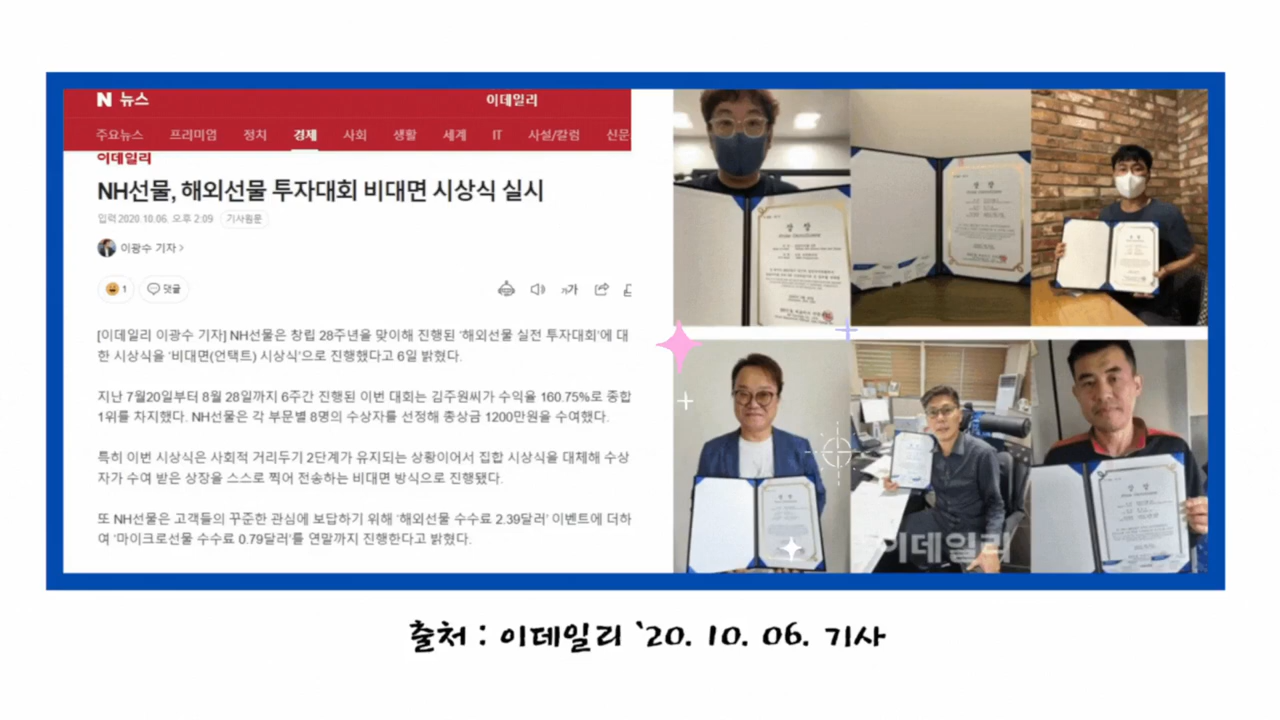 N 뉴스
이데일리
주요뉴스 프리미엄 정치 경제 사회 생활 세계 IT 사설/칼럼 신문
이데일리
NH선물, 해외선물 투자대회 비대면 시상식 실시
입력 2020.10.06. 오후 2:09 기사원문
이광수 기자 >
1 댓글
가가
[이데일리 이광수 기자] NH선물은 창립 28주년을 맞이해 진행된 '해외선물 실전 투자대회'에 대
한 시상식을 '비대면(언택트) 시상식'으로 진행했다고 6일 밝혔다.
지난 7월20일부터 8월 28일까지 6주간 진행된 이번 대회는 김주원씨가 수익율 160.75%로 종합
1위를 차지했다. NH선물은 각 부문별 8명의 수상자를 선정해 총상금 1200만원을 수여했다.
특히 이번 시상식은 사회적 거리두기 2단계가 유지되는 상황이어서 집합 시상식을 대체해 수상
자가 수여 받은 상장을 스스로 찍어 전송하는 비대면 방식으로 진행됐다.
또 NH선물은 고객들의 꾸준한 관심에 보답하기 위해 '해외선물 수수료 2.39달러' 이벤트에 더하
여 '마이크로선물 수수료 0.79달러'를 연말까지 진행한다고 밝혔다.
상 장
상 장
상 장
상 장
상 장
이데일리
출처 : 이데일리 '20. 10. 06. 기사